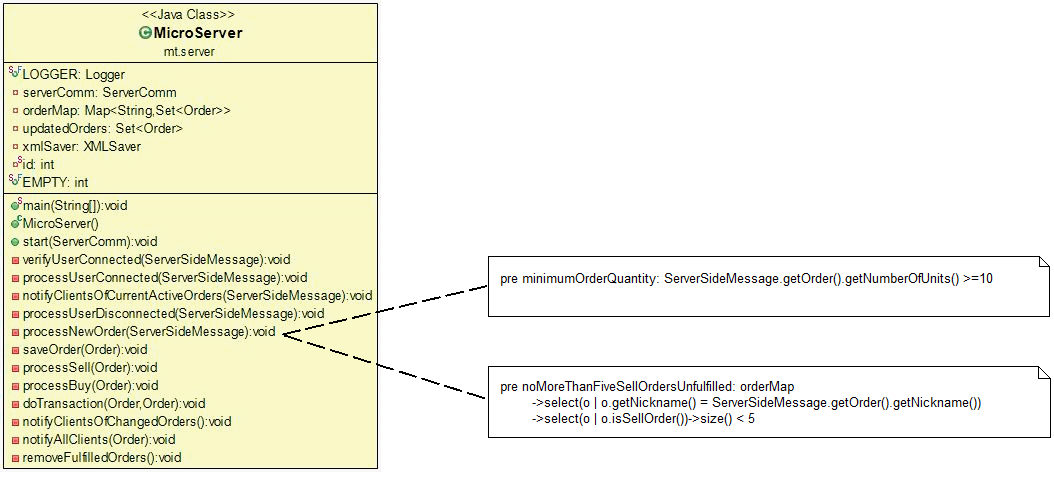 <<Java Class>>
MicroServer
mt.server
LOGGER: Logger
serverComm: ServerComm
orderMap: Map<String,Set<Order>>
updatedOrders: Set<Order>
xmlSaver: XMLSaver
id: int
EMPTY: int
main(String[]):void
MicroServer()
start(ServerComm):void
verifyUserConnected(ServerSideMessage):void
processUserConnected(ServerSideMessage):void
notifyClientsOfCurrentActiveOrders(ServerSideMessage):void
processUserDisconnected(ServerSideMessage):void
processNewOrder(ServerSideMessage):void
saveOrder(Order):void
processSell(Order):void
processBuy(Order):void
doTransaction(Order,Order):void
notifyClientsOfChangedOrders():void
notifyAllClients(Order):void
removeFulfilledOrders():void
pre minimumOrderQuantity: ServerSideMessage.getOrder().getNumberOfUnits() >=10
pre noMoreThanFiveSellOrdersUnfulfilled: orderMap
->select(o | o.getNickname() = ServerSideMessage.getOrder().getNickname())
->select(o | o.isSellOrder())->size() < 5